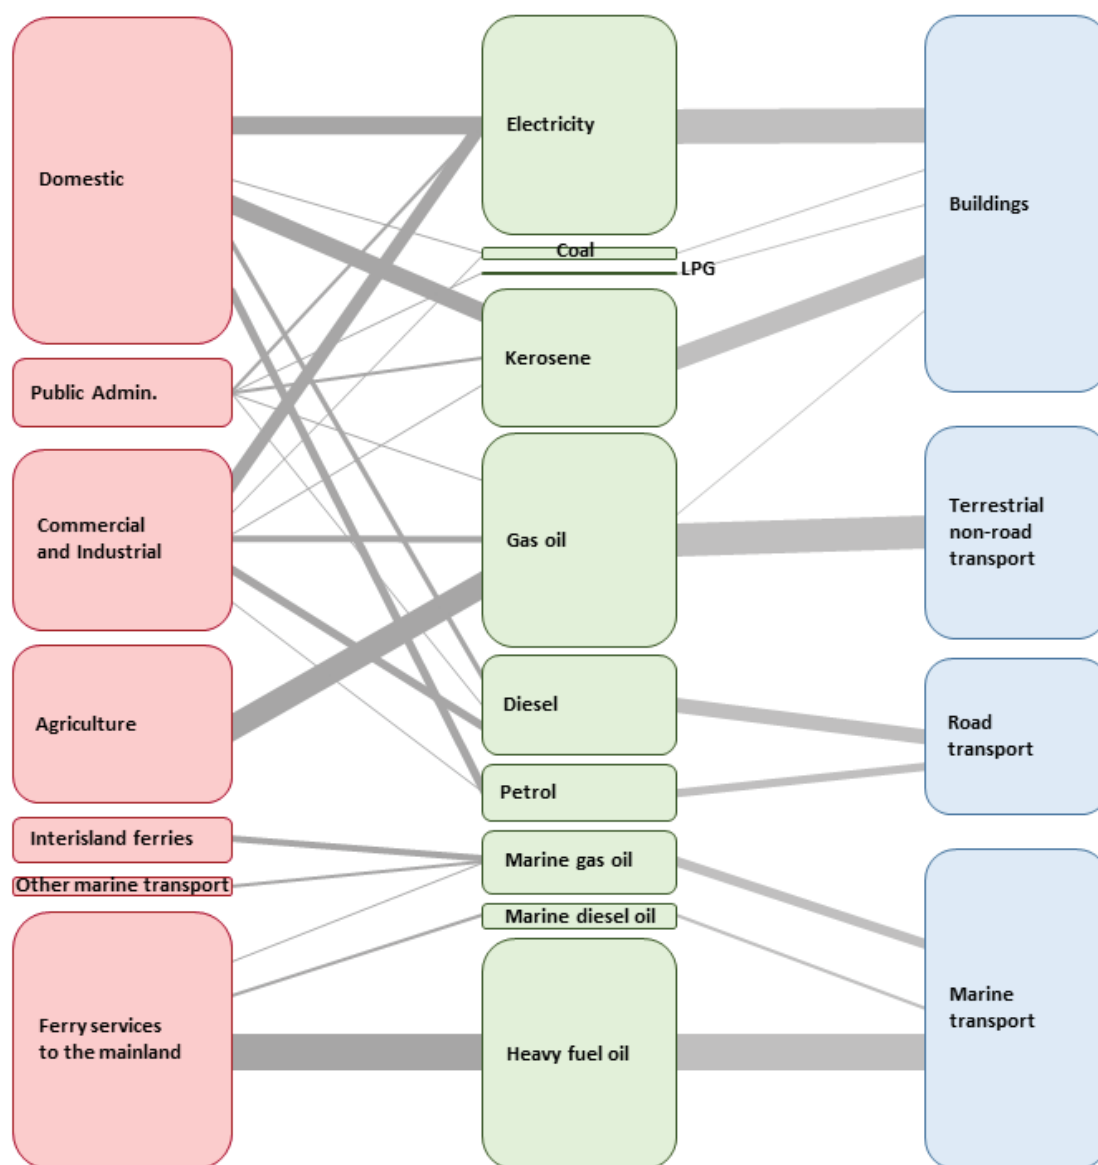 Domestic
Public Admin.
Commercial
and Industrial
Agriculture
Interisland ferries
Other marine transport
Ferry services
to the mainland
Electricity
Coal
LPG
Kerosene
Gas oil
Diesel
Petrol
Marine gas oil
Marine diesel oil
Heavy fuel oil
Buildings
Terrestrial
non-road
transport
Road
transport
Marine
transport